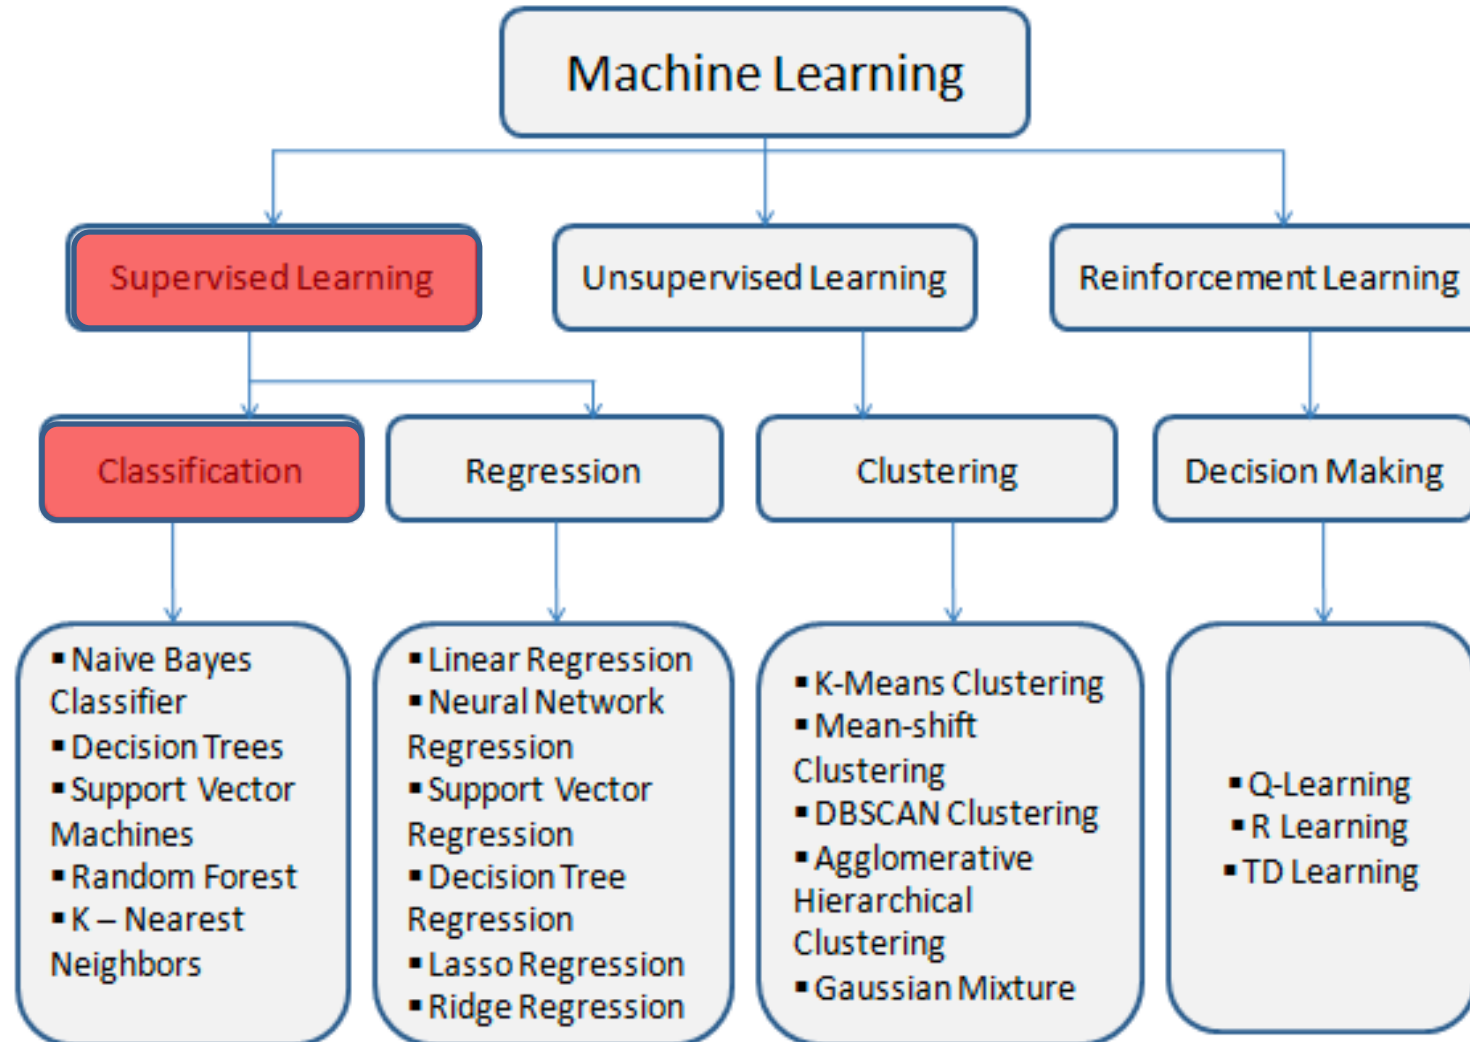 Machine Learning
Supervised Learning
Unsupervised Learning
Reinforcement Learning
Classification
Regression
Clustering
Decision Making
▪ Naive Bayes
Classifier
▪ Decision Trees
▪ Support Vector
Machines
▪ Random Forest
▪ K – Nearest
Neighbors
▪ Linear Regression
▪ Neural Network
Regression
▪ Support Vector
Regression
▪ Decision Tree
Regression
▪ Lasso Regression
▪ Ridge Regression
▪ K-Means Clustering
▪ Mean-shift
Clustering
▪ DBSCAN Clustering
▪ Agglomerative
Hierarchical
Clustering
▪ Gaussian Mixture
▪ Q-Learning
▪ R Learning
▪ TD Learning